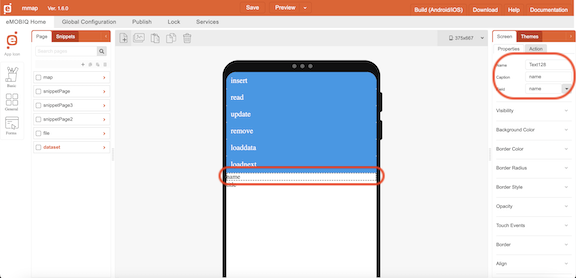 mmap Ver: 1.6.0 Save Preview Build (Android/iOS) Download Help Documentation
eMOBIQ Home Global Configuration Publish Lock Services
App Icon
Basic
General
Page Snippets
Search pages
map
snippetPage
snippetPage3
snippetPage2
file
dataset
375x667
insert
read
update
remove
loaddata
loadnext
name
Screen Themes
Properties Action
Name Text128
Caption name
Field name
Visibility
Background Color
Border Color
Border Radius
Border Style
Opacity
Touch Events
Border
Align